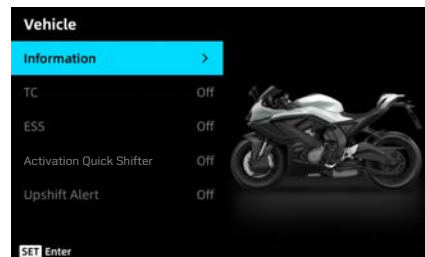 Vehicle
Information >
TC Off
ESS Off
Activation Quick Shifter Off
Upshift Alert Off
SET Enter